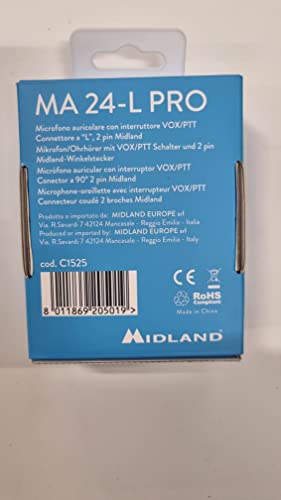 MA 24-L PRO
Microfono auricolare con interruttore VOX/PTT
Connettore a "L", 2 pin Midland
Mikrofon/Ohrhörer mit VOX/PTT Schalter und 2 pin
Midland-Winkelstecker
Micrófono auricular con interruptor VOX/PTT
Conector a 90° 2 pin Midland
Microphone-oreillette avec interrupteur VOX/PTT
Connecteur coudé 2 broches Midland
Prodotto o importato da: MIDLAND EUROPE srl
Via. R.Sevardi 7 42124 Mancasale - Reggio Emilia - Italia
Produced or imported by: MIDLAND EUROPE srl
Via. R.Sevardi 7 42124 Mancasale - Reggio Emilia - Italy
cod. C1525
CE
RoHS
Compliant
Made in China
8 011869 205019 >
MIDLAND